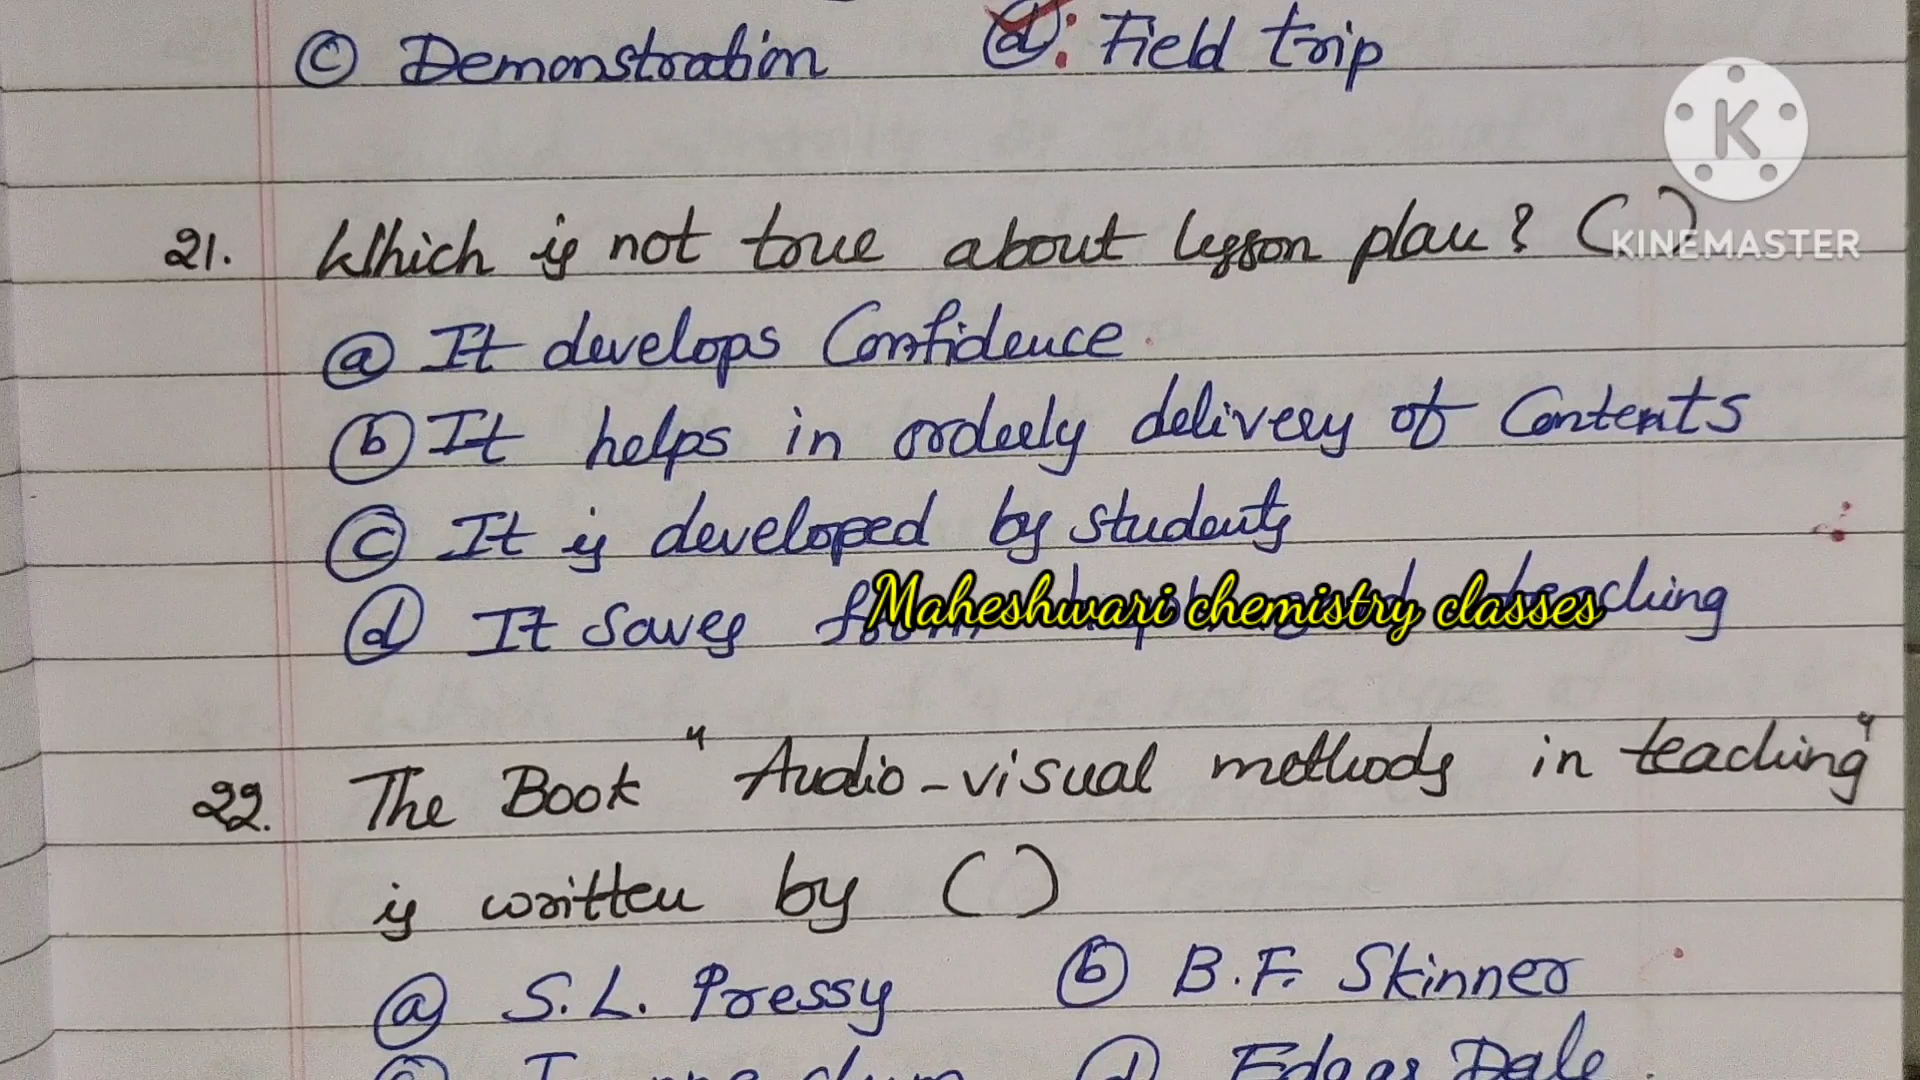 ⓒ Demonstration ⓓ: Field trip
K
KINEMASTER
21. Which is not true about lesson plan? ( )
ⓐ It develops Confidence
ⓑ It helps in orderly delivery of Contents
ⓒ It is developed by students
ⓓ It saves from teaching
Maheshwari chemistry classes
22. The Book "Audio-visual methods in teaching"
is written by ( )
ⓐ S.L. Pressy ⓑ B.F. Skinner
ⓒ ⓓ Edgar Dale.